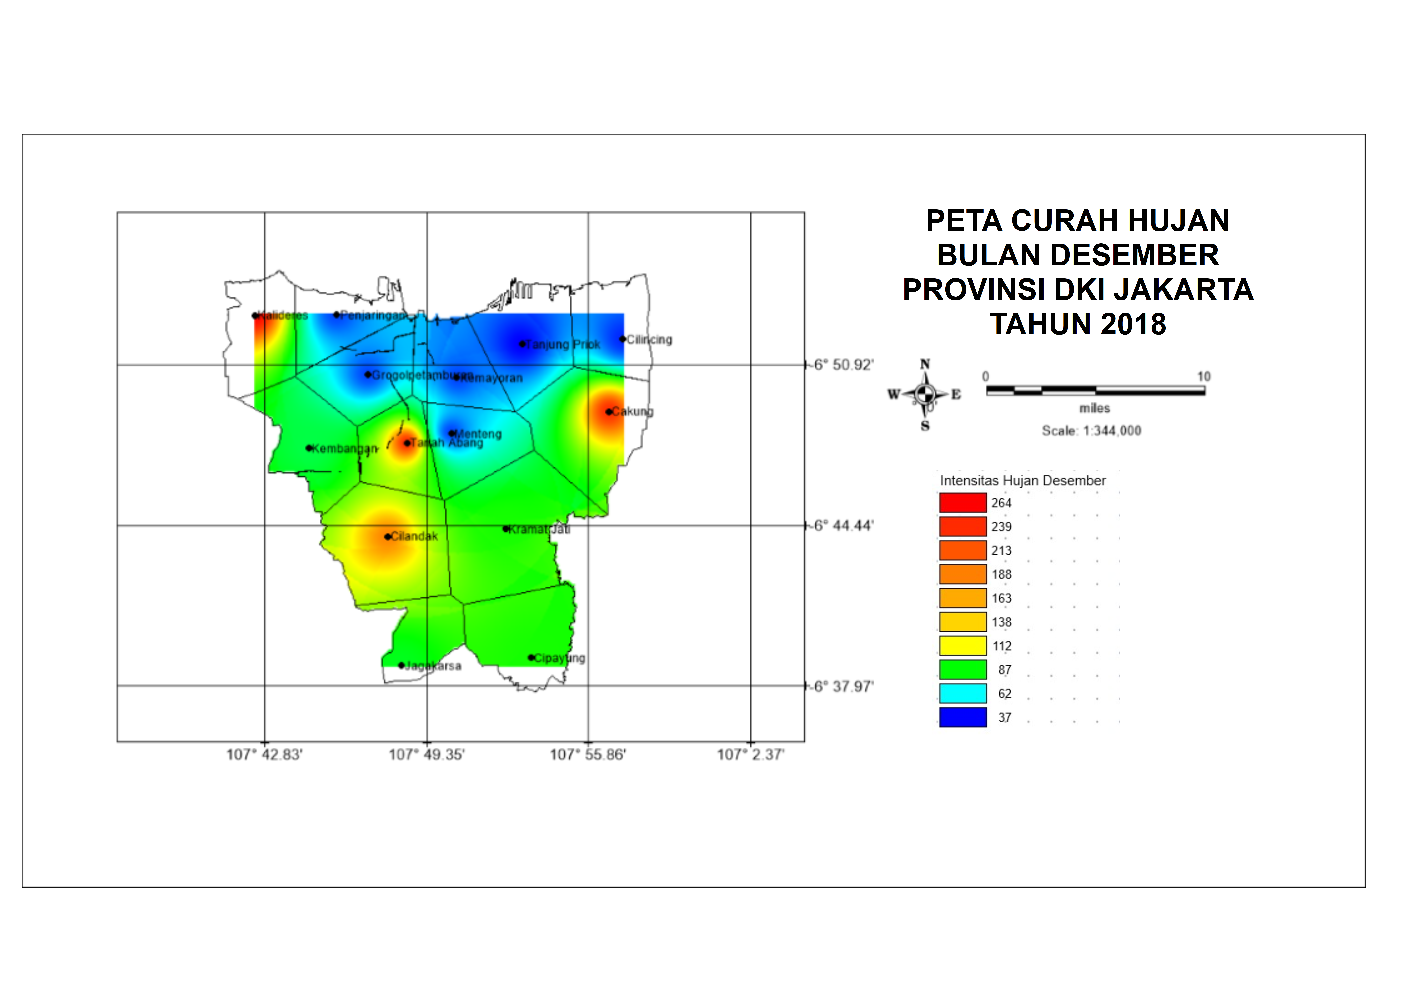 PETA CURAH HUJAN
BULAN DESEMBER
PROVINSI DKI JAKARTA
TAHUN 2018
Kalideres
Penjaringan
Tanjung Priok
Cilincing
Grogolpetamburan
Kemayoran
Cakung
Menteng
Tanah Abang
Kembangan
Cilandak
Kramat Jati
Jagakarsa
Cipayung
-6° 50.92'
-6° 44.44'
-6° 37.97'
107° 42.83'
107° 49.35'
107° 55.86'
107° 2.37'
N
W
E
S
0°0'
0
10
miles
Scale: 1:344,000
Intensitas Hujan Desember
264
239
213
188
163
138
112
87
62
37